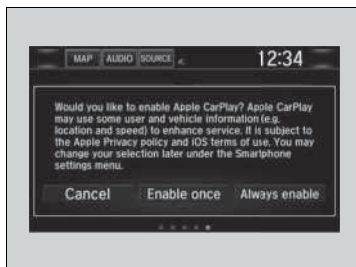 MAP AUDIO SOURCE 12:34
Would you like to enable Apple CarPlay? Apple CarPlay
may use some user and vehicle information (e.g.
location and speed) to enhance service. It is subject to
the Apple Privacy policy and iOS terms of use. You may
change your selection later under the Smartphone
settings menu.
Cancel Enable once Always enable